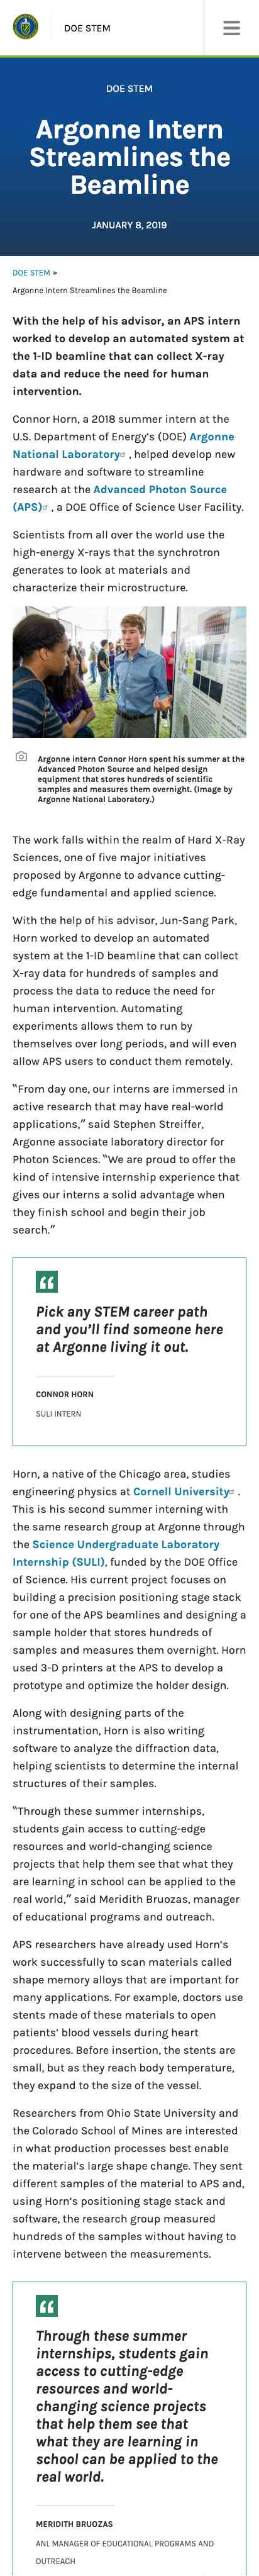 DOE STEM
DOE STEM
Argonne Intern
Streamlines the
Beamline
JANUARY 8, 2019
DOE STEM »
Argonne Intern Streamlines the Beamline
With the help of his advisor, an APS intern
worked to develop an automated system at
the 1-ID beamline that can collect X-ray
data and reduce the need for human
intervention.
Connor Horn, a 2018 summer intern at the
U.S. Department of Energy's (DOE) Argonne
National Laboratory , helped develop new
hardware and software to streamline
research at the Advanced Photon Source
(APS) , a DOE Office of Science User Facility.
Scientists from all over the world use the
high-energy X-rays that the synchrotron
generates to look at materials and
characterize their microstructure.
Argonne intern Connor Horn spent his summer at the
Advanced Photon Source and helped design
equipment that stores hundreds of scientific
samples and measures them overnight. (Image by
Argonne National Laboratory.)
The work falls within the realm of Hard X-Ray
Sciences, one of five major initiatives
proposed by Argonne to advance cutting-
edge fundamental and applied science.
With the help of his advisor, Jun-Sang Park,
Horn worked to develop an automated
system at the 1-ID beamline that can collect
X-ray data for hundreds of samples and
process the data to reduce the need for
human intervention. Automating
experiments allows them to run by
themselves over long periods, and will even
allow APS users to conduct them remotely.
“From day one, our interns are immersed in
active research that may have real-world
applications,” said Stephen Streiffer,
Argonne associate laboratory director for
Photon Sciences. “We are proud to offer the
kind of intensive internship experience that
gives our interns a solid advantage when
they finish school and begin their job
search.”
“
Pick any STEM career path
and you'll find someone here
at Argonne living it out.
CONNOR HORN
SULI INTERN
Horn, a native of the Chicago area, studies
engineering physics at Cornell University .
This is his second summer interning with
the same research group at Argonne through
the Science Undergraduate Laboratory
Internship (SULI), funded by the DOE Office
of Science. His current project focuses on
building a precision positioning stage stack
for one of the APS beamlines and designing a
sample holder that stores hundreds of
samples and measures them overnight. Horn
used 3-D printers at the APS to develop a
prototype and optimize the holder design.
Along with designing parts of the
instrumentation, Horn is also writing
software to analyze the diffraction data,
helping scientists to determine the internal
structures of their samples.
“Through these summer internships,
students gain access to cutting-edge
resources and world-changing science
projects that help them see that what they
are learning in school can be applied to the
real world,” said Meridith Bruozas, manager
of educational programs and outreach.
APS researchers have already used Horn's
work successfully to scan materials called
shape memory alloys that are important for
many applications. For example, doctors use
stents made of these materials to open
patients' blood vessels during heart
procedures. Before insertion, the stents are
small, but as they reach body temperature,
they expand to the size of the vessel.
Researchers from Ohio State University and
the Colorado School of Mines are interested
in what production processes best enable
the material's large shape change. They sent
different samples of the material to APS and,
using Horn's positioning stage stack and
software, the research group measured
hundreds of the samples without having to
intervene between the measurements.
“
Through these summer
internships, students gain
access to cutting-edge
resources and world-
changing science projects
that help them see that
what they are learning in
school can be applied to the
real world.
MERIDITH BRUOZAS
ANL MANAGER OF EDUCATIONAL PROGRAMS AND
OUTREACH